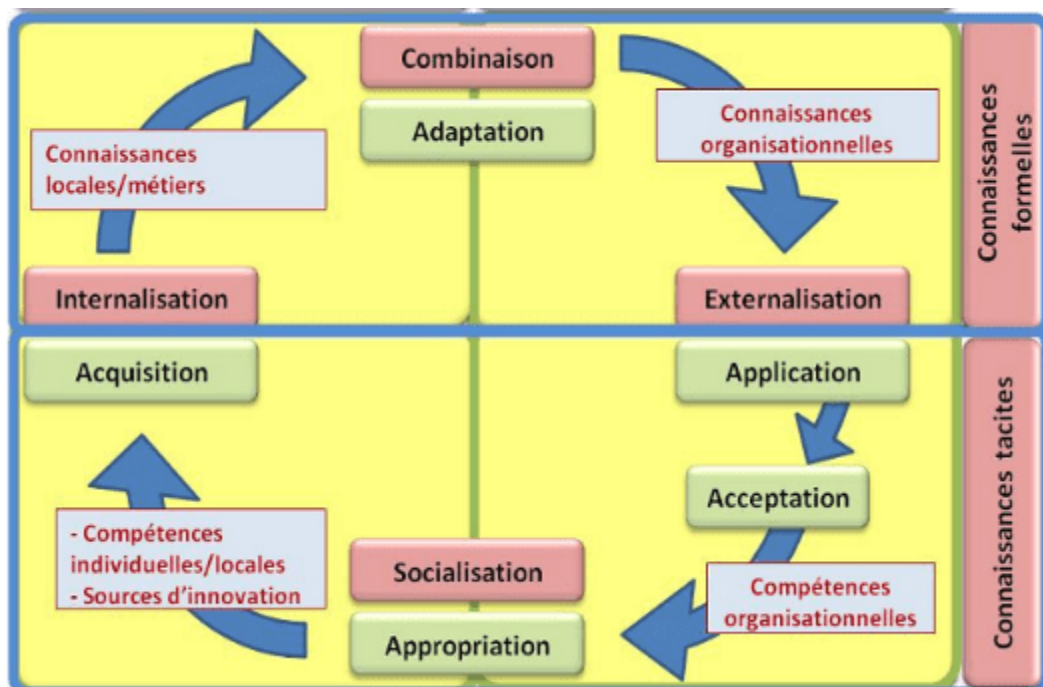 Combinaison
Adaptation
Connaissances
locales/métiers
Connaissances
organisationnelles
Internalisation
Externalisation
Connaissances
formelles
Acquisition
Application
Acceptation
- Compétences
individuelles/locales
- Sources d'innovation
Socialisation
Appropriation
Compétences
organisationnelles
Connaissances tacites